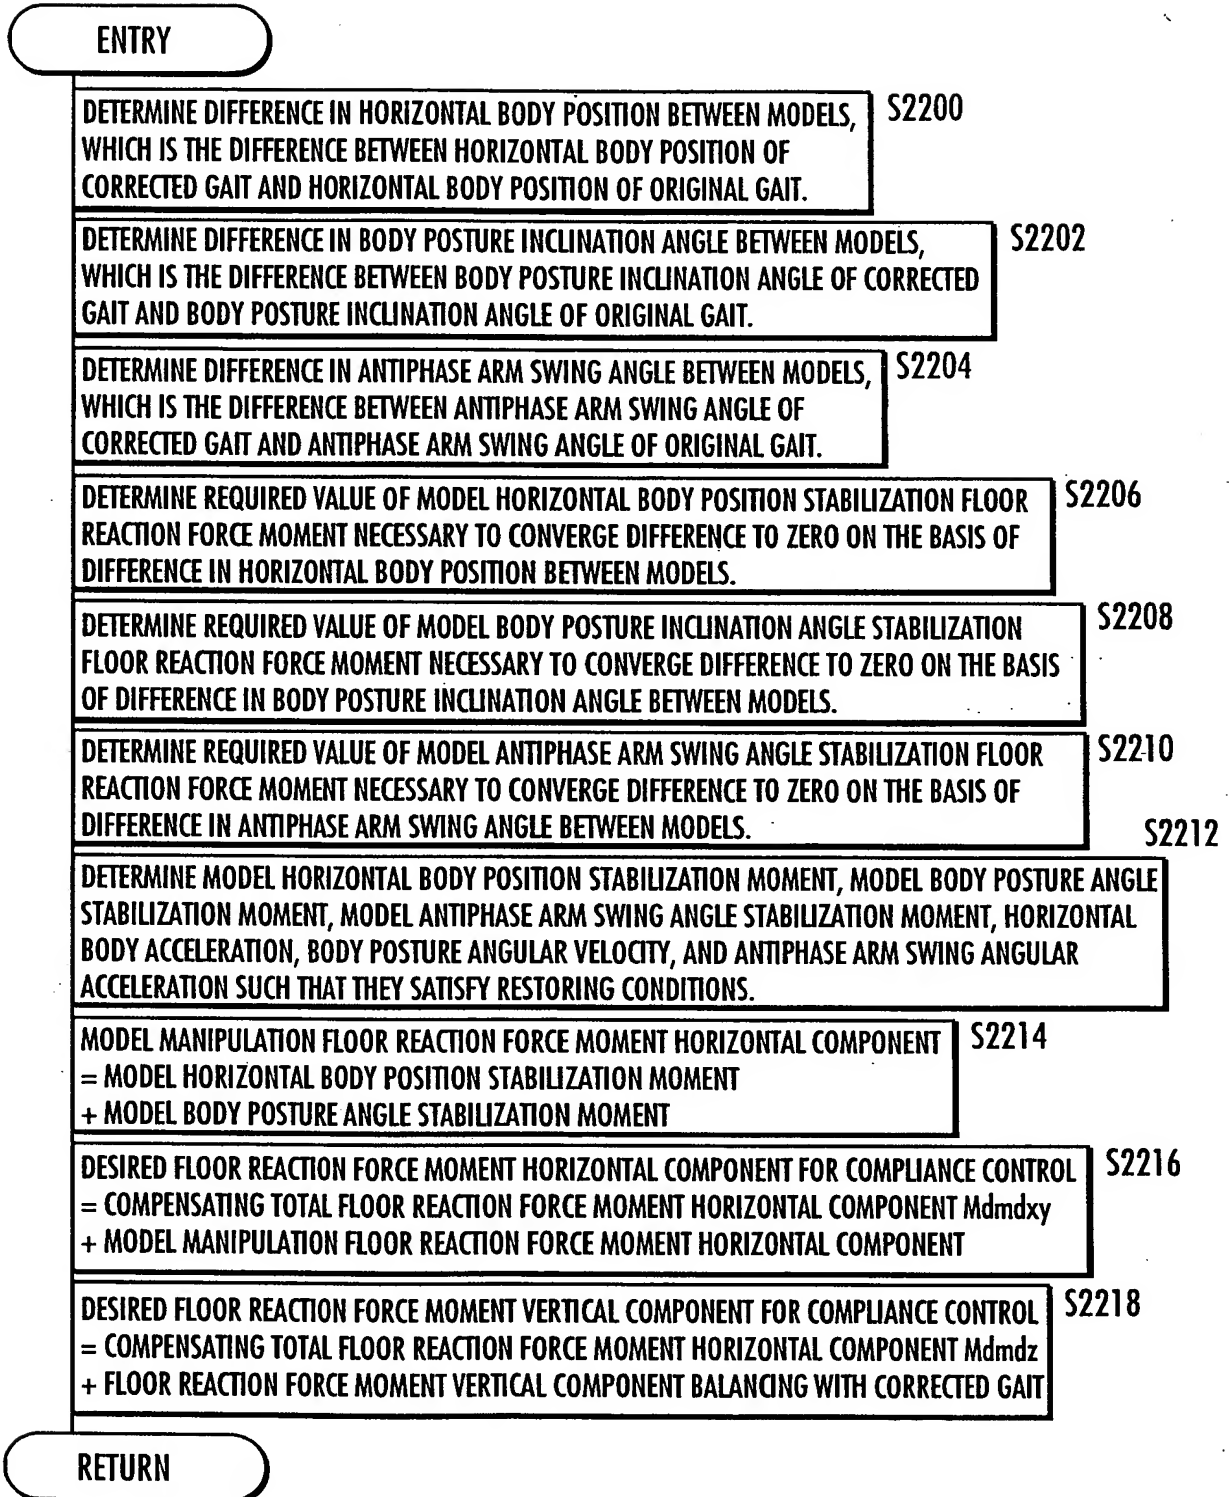 ENTRY
DETERMINE DIFFERENCE IN HORIZONTAL BODY POSITION BETWEEN MODELS,
WHICH IS THE DIFFERENCE BETWEEN HORIZONTAL BODY POSITION OF
CORRECTED GAIT AND HORIZONTAL BODY POSITION OF ORIGINAL GAIT.
S2200
DETERMINE DIFFERENCE IN BODY POSTURE INCLINATION ANGLE BETWEEN MODELS,
WHICH IS THE DIFFERENCE BETWEEN BODY POSTURE INCLINATION ANGLE OF CORRECTED
GAIT AND BODY POSTURE INCLINATION ANGLE OF ORIGINAL GAIT.
S2202
DETERMINE DIFFERENCE IN ANTIPHASE ARM SWING ANGLE BETWEEN MODELS,
WHICH IS THE DIFFERENCE BETWEEN ANTIPHASE ARM SWING ANGLE OF
CORRECTED GAIT AND ANTIPHASE ARM SWING ANGLE OF ORIGINAL GAIT.
S2204
DETERMINE REQUIRED VALUE OF MODEL HORIZONTAL BODY POSITION STABILIZATION FLOOR
REACTION FORCE MOMENT NECESSARY TO CONVERGE DIFFERENCE TO ZERO ON THE BASIS OF
DIFFERENCE IN HORIZONTAL BODY POSITION BETWEEN MODELS.
S2206
DETERMINE REQUIRED VALUE OF MODEL BODY POSTURE INCLINATION ANGLE STABILIZATION
FLOOR REACTION FORCE MOMENT NECESSARY TO CONVERGE DIFFERENCE TO ZERO ON THE BASIS
OF DIFFERENCE IN BODY POSTURE INCLINATION ANGLE BETWEEN MODELS.
S2208
DETERMINE REQUIRED VALUE OF MODEL ANTIPHASE ARM SWING ANGLE STABILIZATION FLOOR
REACTION FORCE MOMENT NECESSARY TO CONVERGE DIFFERENCE TO ZERO ON THE BASIS OF
DIFFERENCE IN ANTIPHASE ARM SWING ANGLE BETWEEN MODELS.
S2210
S2212
DETERMINE MODEL HORIZONTAL BODY POSITION STABILIZATION MOMENT, MODEL BODY POSTURE ANGLE
STABILIZATION MOMENT, MODEL ANTIPHASE ARM SWING ANGLE STABILIZATION MOMENT, HORIZONTAL
BODY ACCELERATION, BODY POSTURE ANGULAR VELOCITY, AND ANTIPHASE ARM SWING ANGULAR
ACCELERATION SUCH THAT THEY SATISFY RESTORING CONDITIONS.
MODEL MANIPULATION FLOOR REACTION FORCE MOMENT HORIZONTAL COMPONENT
= MODEL HORIZONTAL BODY POSITION STABILIZATION MOMENT
+ MODEL BODY POSTURE ANGLE STABILIZATION MOMENT
S2214
DESIRED FLOOR REACTION FORCE MOMENT HORIZONTAL COMPONENT FOR COMPLIANCE CONTROL
= COMPENSATING TOTAL FLOOR REACTION FORCE MOMENT HORIZONTAL COMPONENT Mdmdxy
+ MODEL MANIPULATION FLOOR REACTION FORCE MOMENT HORIZONTAL COMPONENT
S2216
DESIRED FLOOR REACTION FORCE MOMENT VERTICAL COMPONENT FOR COMPLIANCE CONTROL
= COMPENSATING TOTAL FLOOR REACTION FORCE MOMENT HORIZONTAL COMPONENT Mdmdz
+ FLOOR REACTION FORCE MOMENT VERTICAL COMPONENT BALANCING WITH CORRECTED GAIT
S2218
RETURN